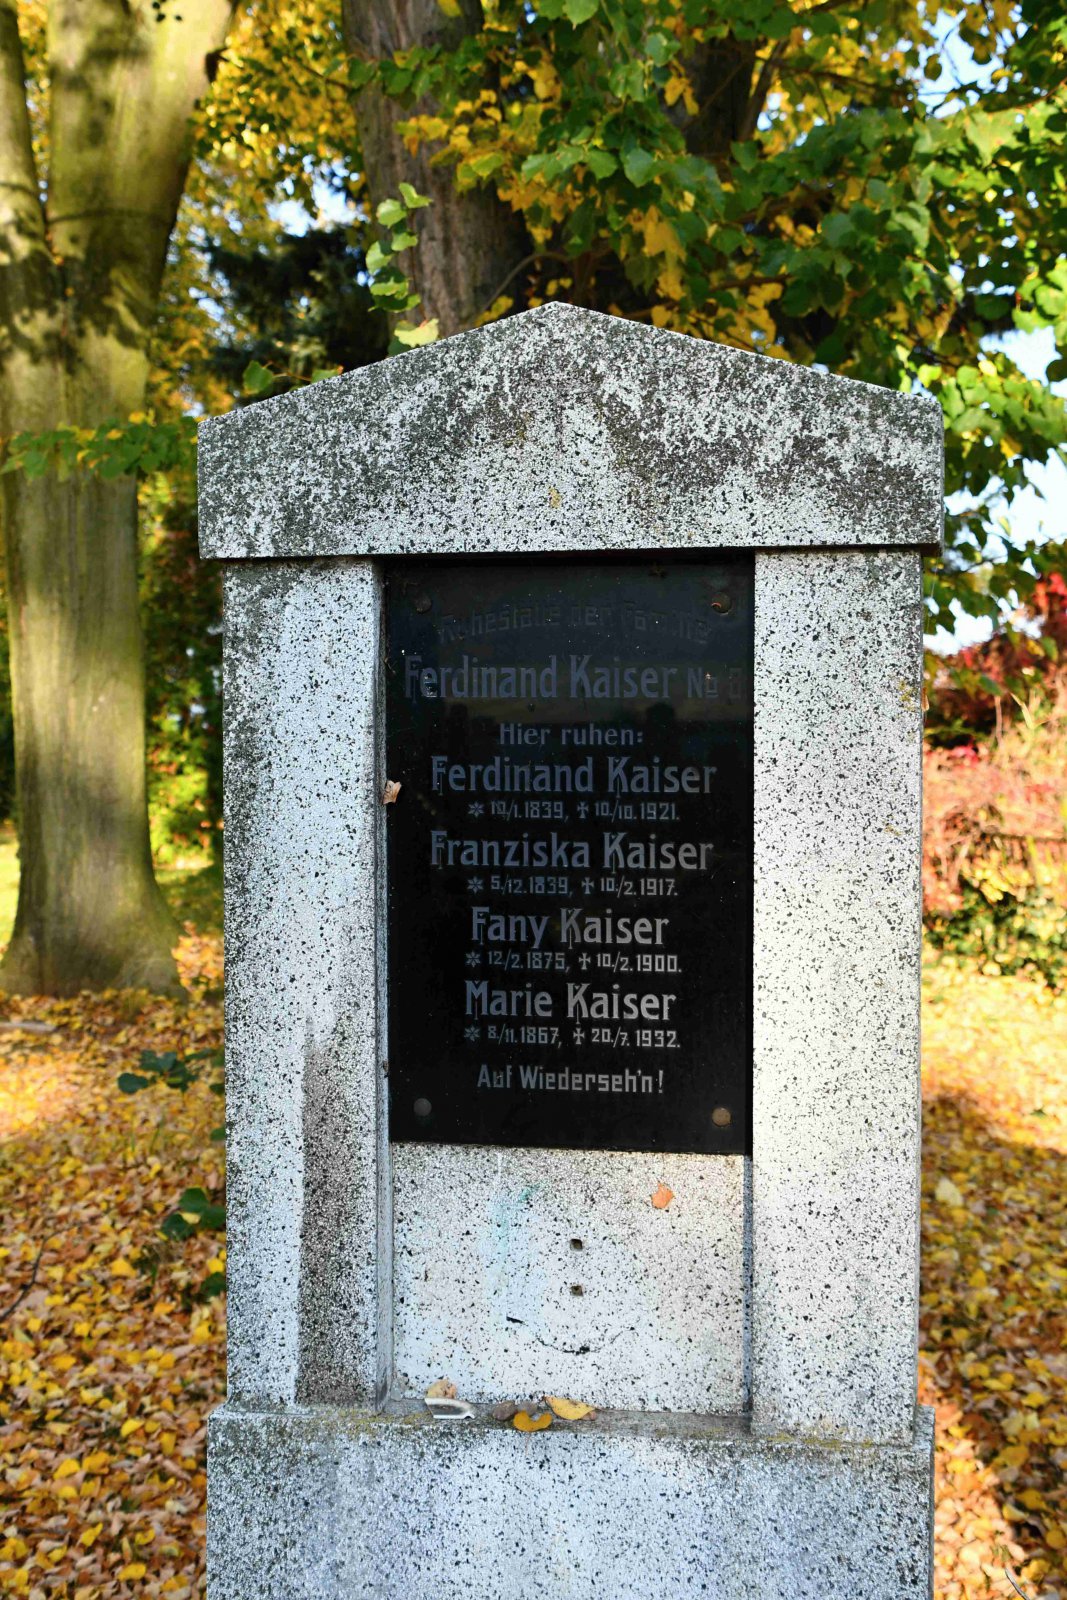 Ruhestätte der Familie
Ferdinand Kaiser No
Hier ruhen:
Ferdinand Kaiser
* 19/1.1839, ✝ 10/10.1921.
Franziska Kaiser
* 5/12.1839, ✝ 10/2.1917.
Fany Kaiser
* 12/2.1875, ✝ 10/2.1900.
Marie Kaiser
* 8/11.1867, ✝ 20/7.1932.
Auf Wiederseh'n!